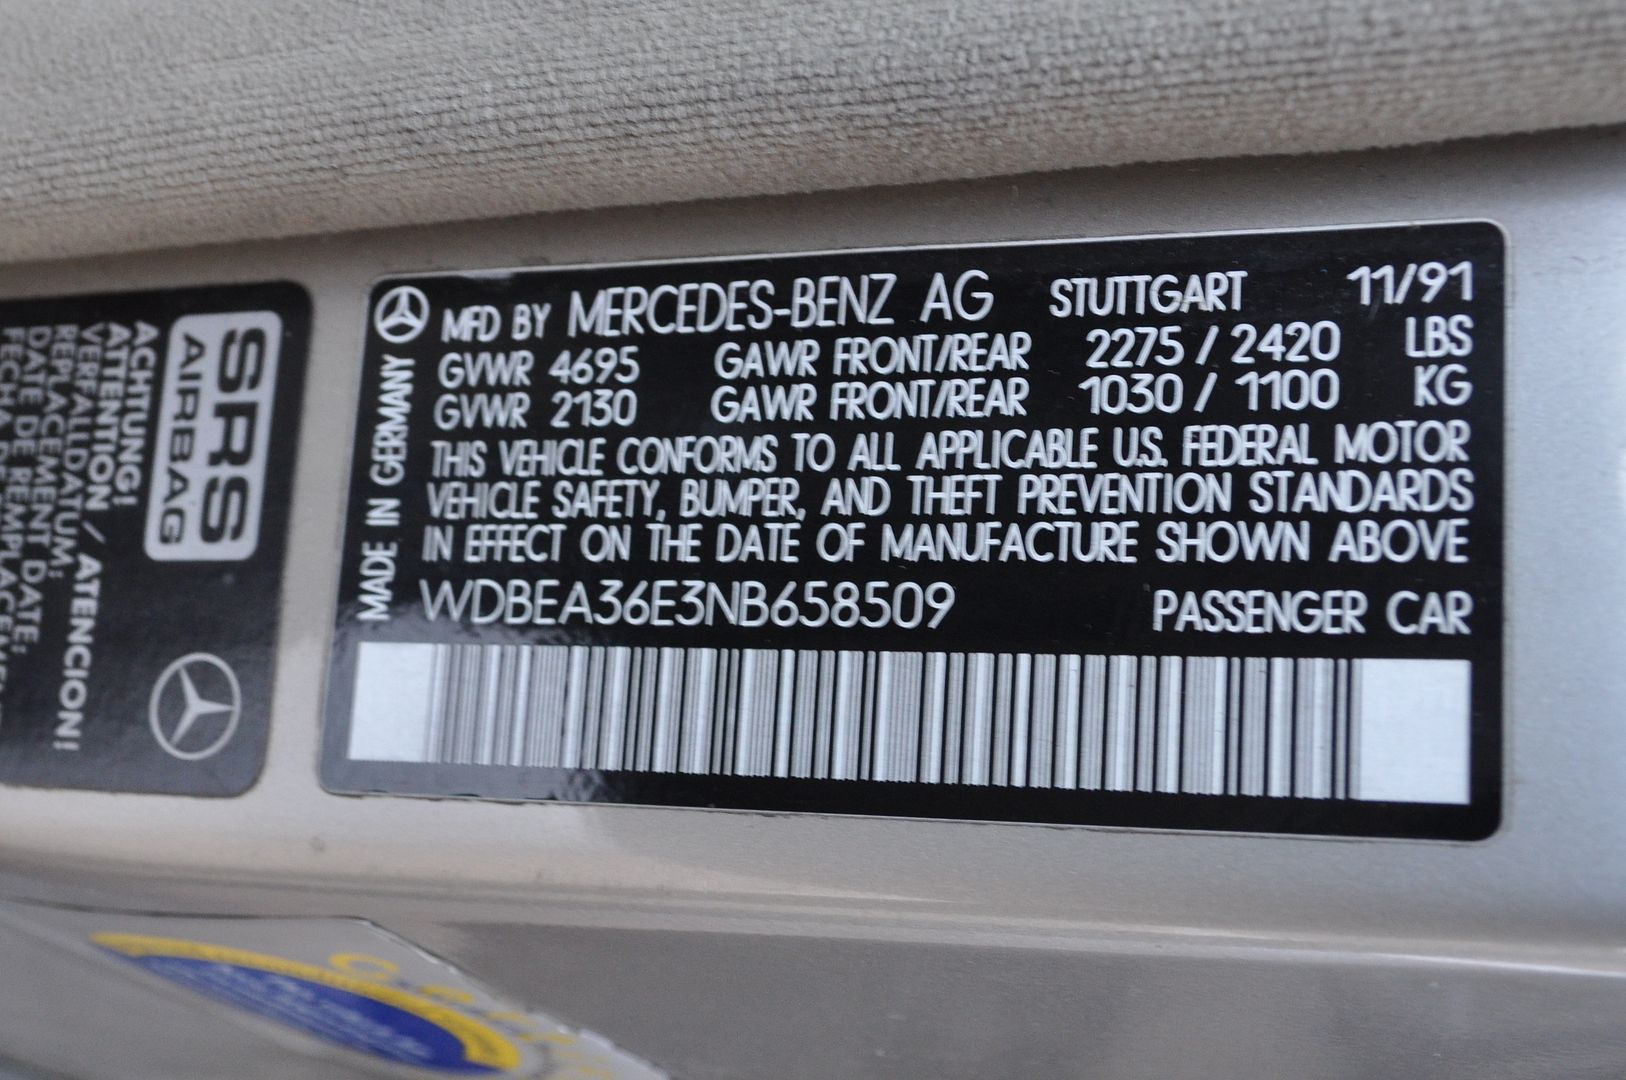 MFD BY MERCEDES-BENZ AG STUTTGART 11/91
GVWR 4695 GAWR FRONT/REAR 2275 / 2420 LBS
GVWR 2130 GAWR FRONT/REAR 1030 / 1100 KG
THIS VEHICLE CONFORMS TO ALL APPLICABLE U.S. FEDERAL MOTOR
VEHICLE SAFETY, BUMPER, AND THEFT PREVENTION STANDARDS
IN EFFECT ON THE DATE OF MANUFACTURE SHOWN ABOVE
WDBEA36E3NB658509 PASSENGER CAR
MADE IN GERMANY
SRS
AIRBAG
ACHTUNG!
ATTENTION / ATENCION!
VERFALLDATUM:
REPLACEMENT DATE:
DATE DE REMPLACEMENT
FECHA DE